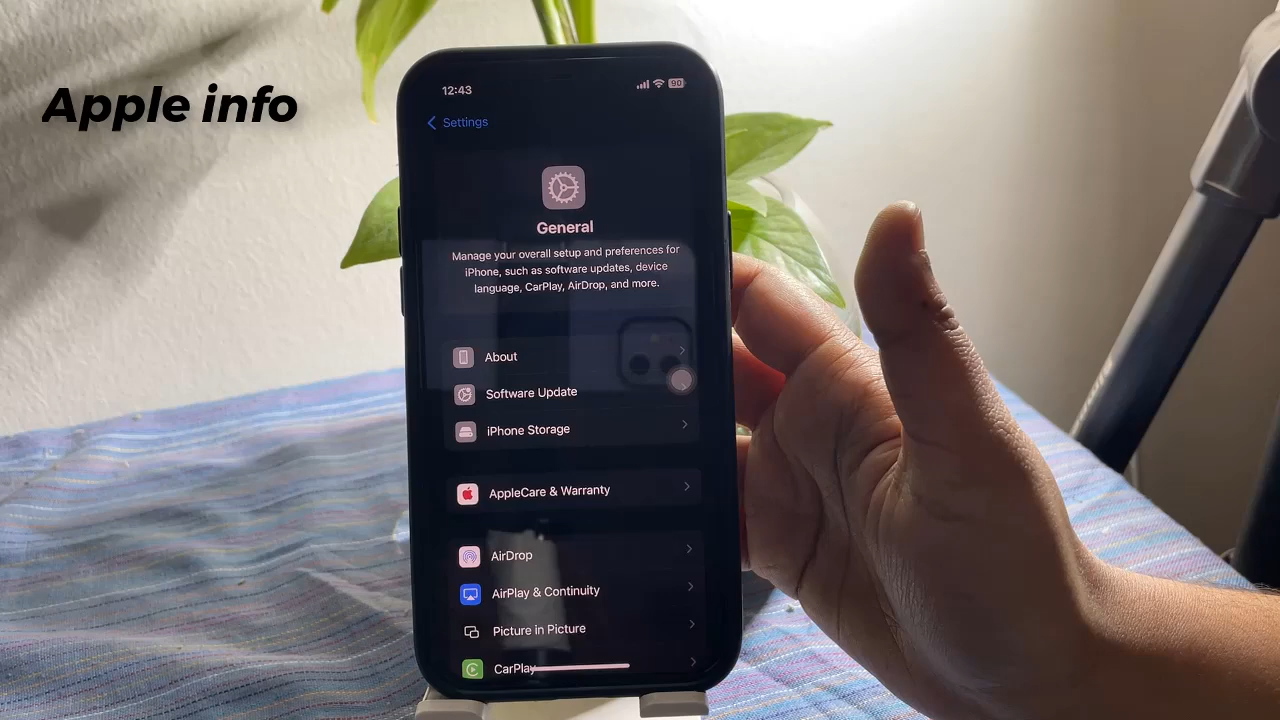 Apple info
12:43
90
Settings
General
Manage your overall setup and preferences for
iPhone, such as software updates, device
language, CarPlay, AirDrop, and more.
About
Software Update
iPhone Storage
AppleCare & Warranty
AirDrop
AirPlay & Continuity
Picture in Picture
CarPlay